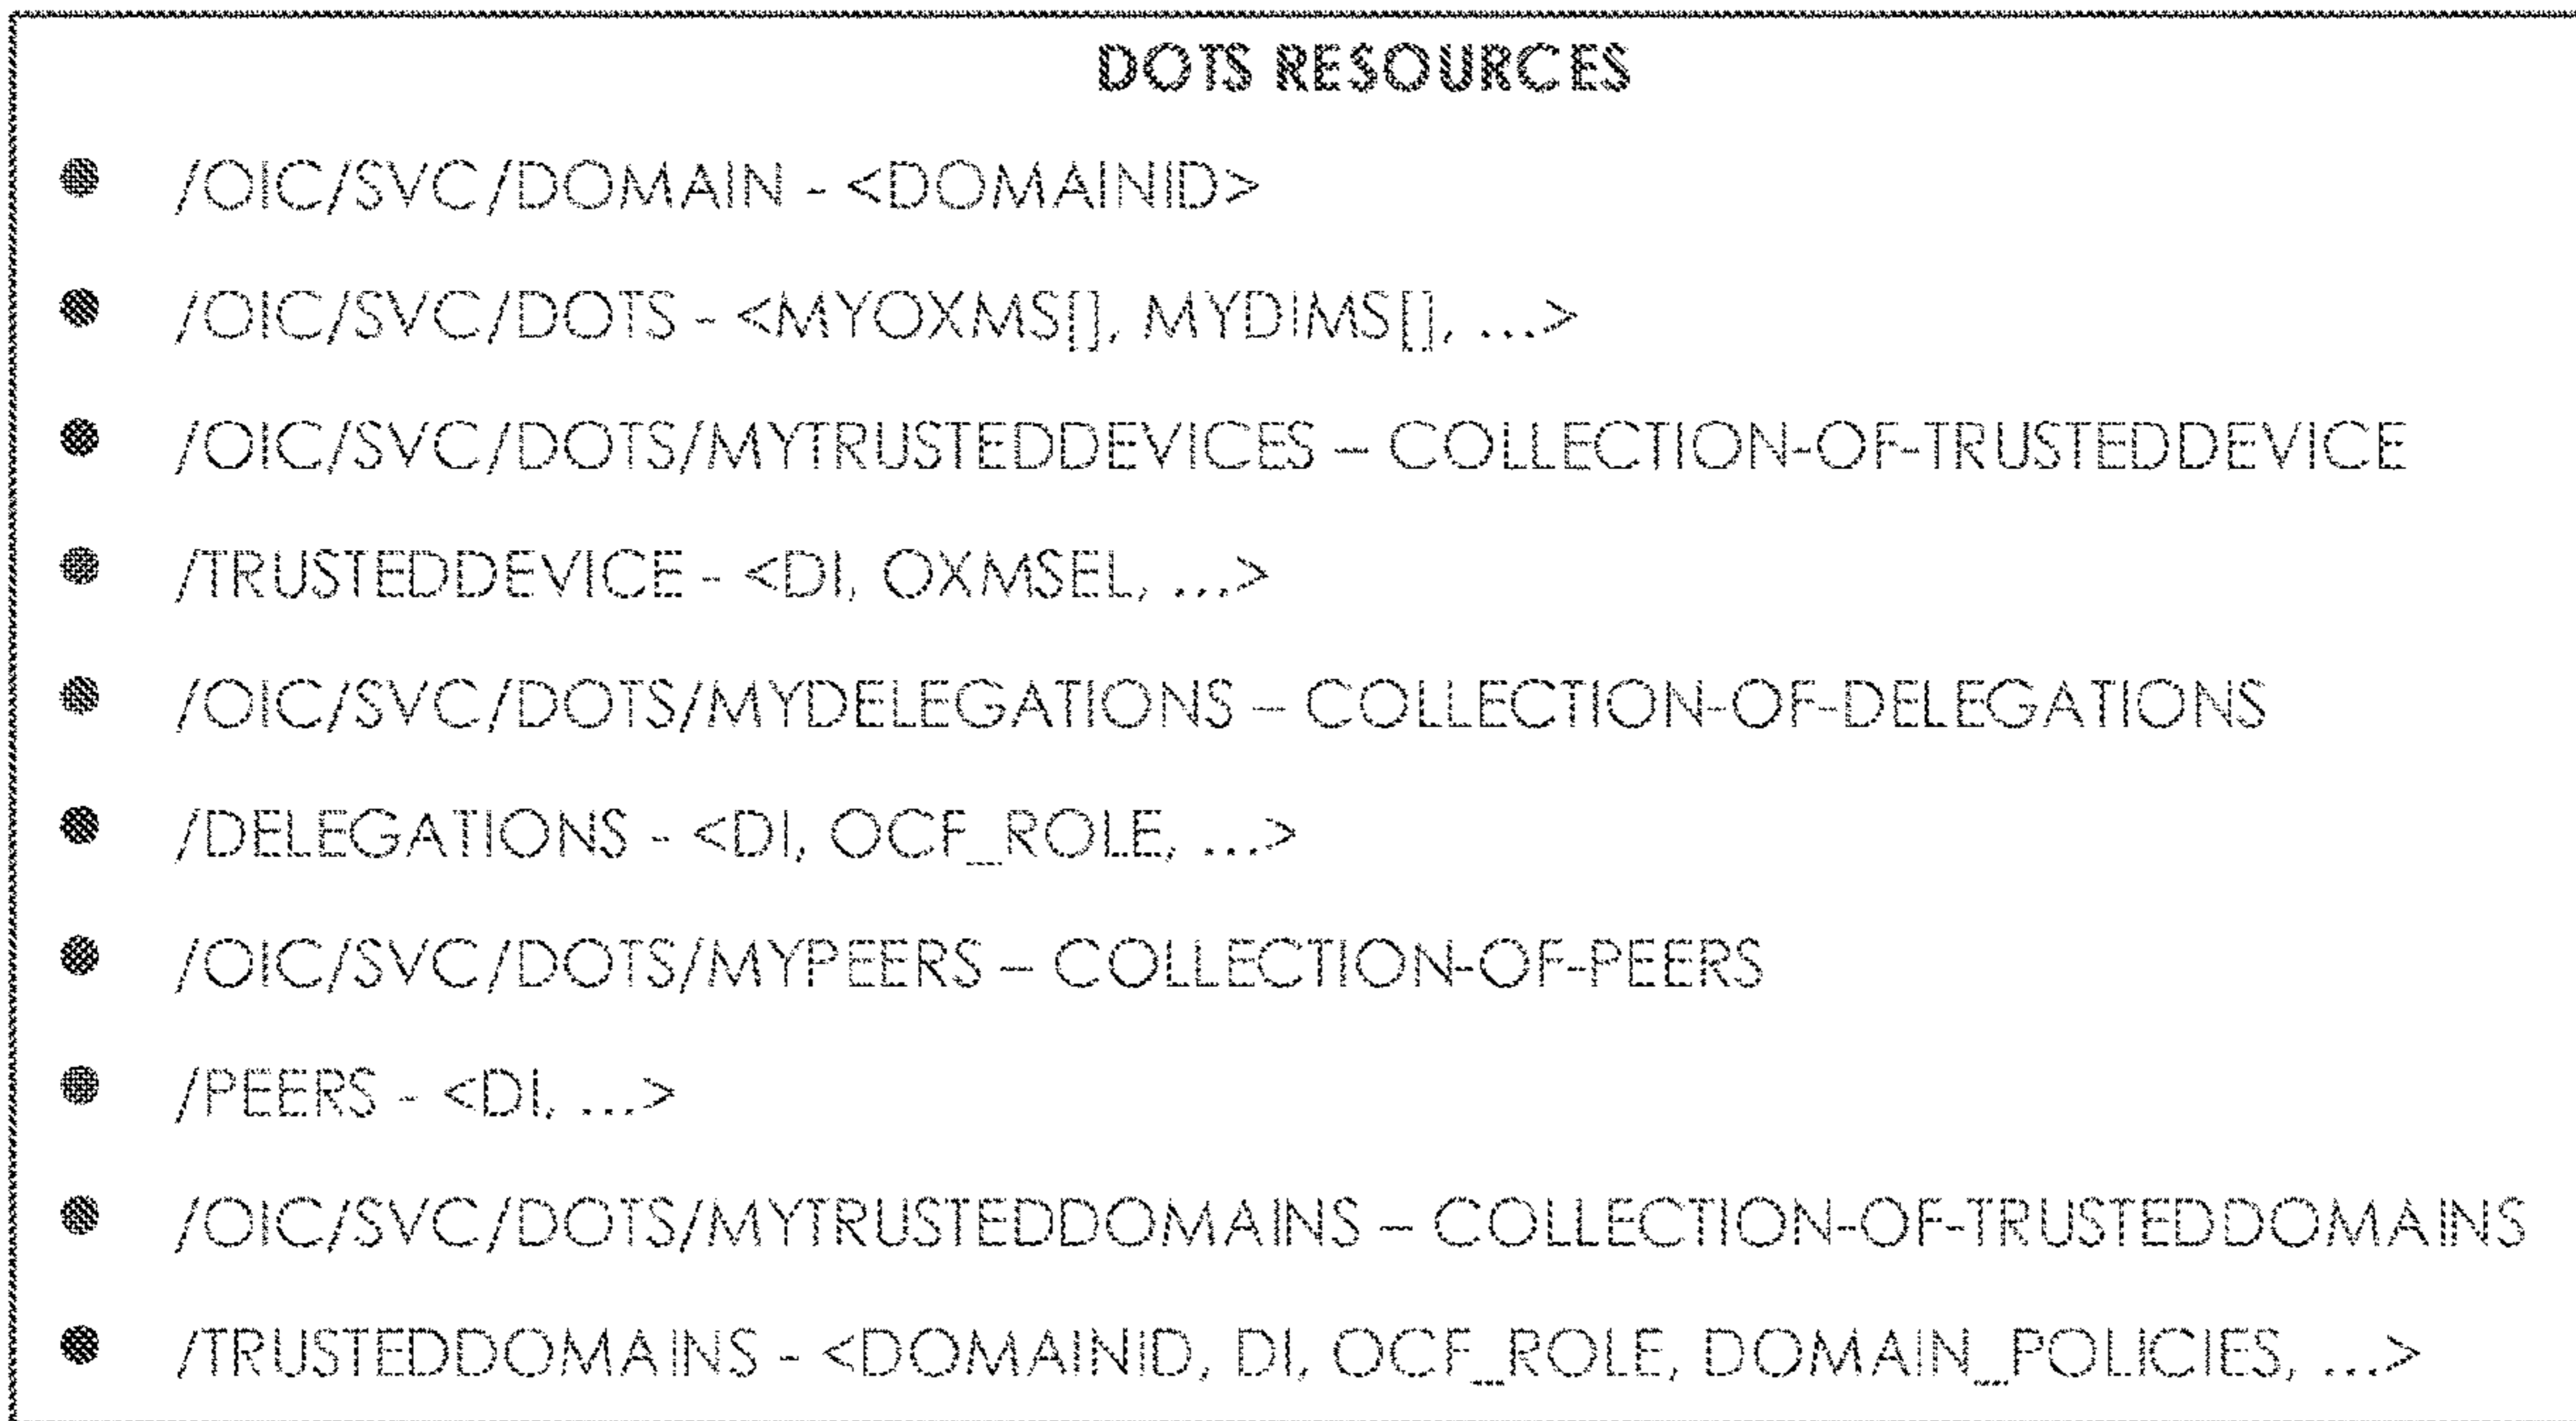 DOTS RESOURCES
/OIC/SVC/DOMAIN - <DOMAINID>
/OIC/SVC/DOTS - <MYOXMS[], MYDIMS[], ...>
/OIC/SVC/DOTS/MYTRUSTEDDEVICES – COLLECTION-OF-TRUSTEDDEVICE
/TRUSTEDDEVICE - <DI, OXMSEL, ...>
/OIC/SVC/DOTS/MYDELEGATIONS – COLLECTION-OF-DELEGATIONS
/DELEGATIONS - <DI, OCF_ROLE, ...>
/OIC/SVC/DOTS/MYPEERS – COLLECTION-OF-PEERS
/PEERS - <DI, ...>
/OIC/SVC/DOTS/MYTRUSTEDDOMAINS – COLLECTION-OF-TRUSTEDDOMAINS
/TRUSTEDDOMAINS - <DOMAINID, DI, OCF_ROLE, DOMAIN_POLICIES, ...>